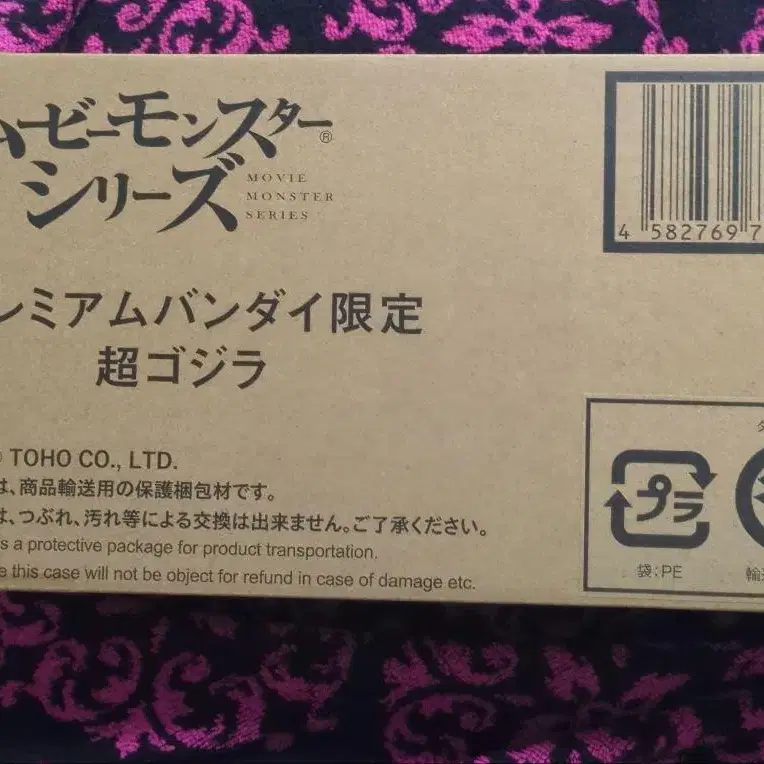 ムービーモンスター®
シリーズ
MOVIE
MONSTER
SERIES
4 582769 7
レミアムバンダイ限定
超ゴジラ
TOHO CO., LTD.
は、商品輸送用の保護梱包材です。
は、つぶれ、汚れ等による交換は出来ません。ご了承ください。
s a protective package for product transportation.
e this case will not be object for refund in case of damage etc.
プラ
袋:PE
輸